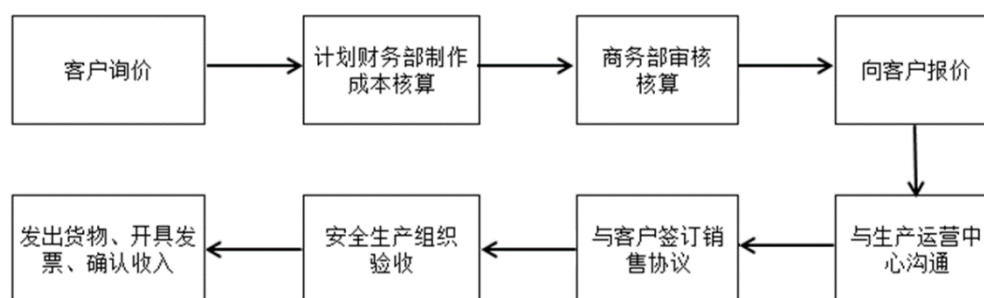 客户询价
计划财务部制作
成本核算
商务部审核
核算
向客户报价
与生产运营中
心沟通
与客户签订销
售协议
安全生产组织
验收
发出货物、开具发
票、确认收入